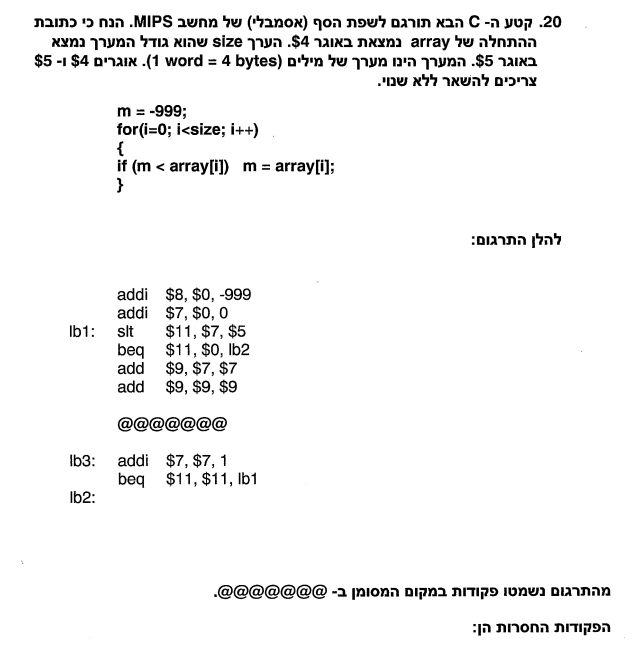 20. קטע ה- C הבא תורגם לשפת הסף (אסמבלי) של מחשב MIPS. הנח כי כתובת
ההתחלה של array נמצאת באוגר $4. הערך size שהוא גודל המערך נמצא
באוגר $5. המערך הינו מערך של מילים (1 word = 4 bytes). אוגרים $4 ו- $5
צריכים להשאר ללא שנוי.
m = -999;
for(i=0; i<size; i++)
{
if (m < array[i]) m = array[i];
}
להלן התרגום:
addi $8, $0, -999
addi $7, $0, 0
lb1: slt $11, $7, $5
beq $11, $0, lb2
add $9, $7, $7
add $9, $9, $9
@@@@@@@
lb3: addi $7, $7, 1
beq $11, $11, lb1
lb2:
מהתרגום נשמטו פקודות במקום המסומן ב- @@@@@@@.
הפקודות החסרות הן: